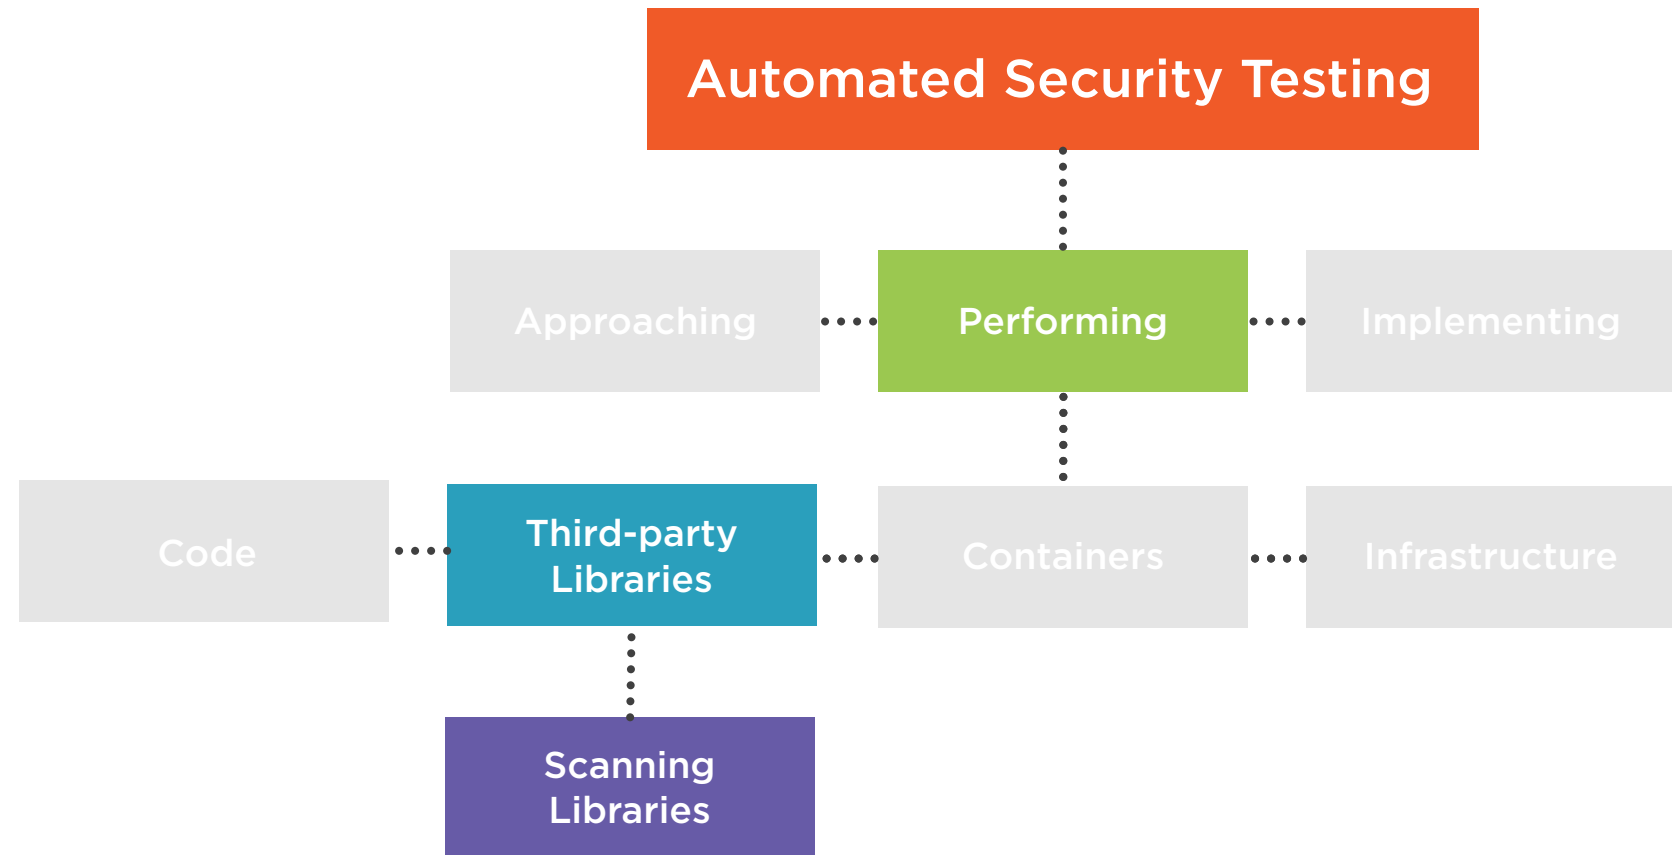 Automated Security Testing
Approaching
Performing
Implementing
Code
Third-party
Libraries
Containers
Infrastructure
Scanning
Libraries